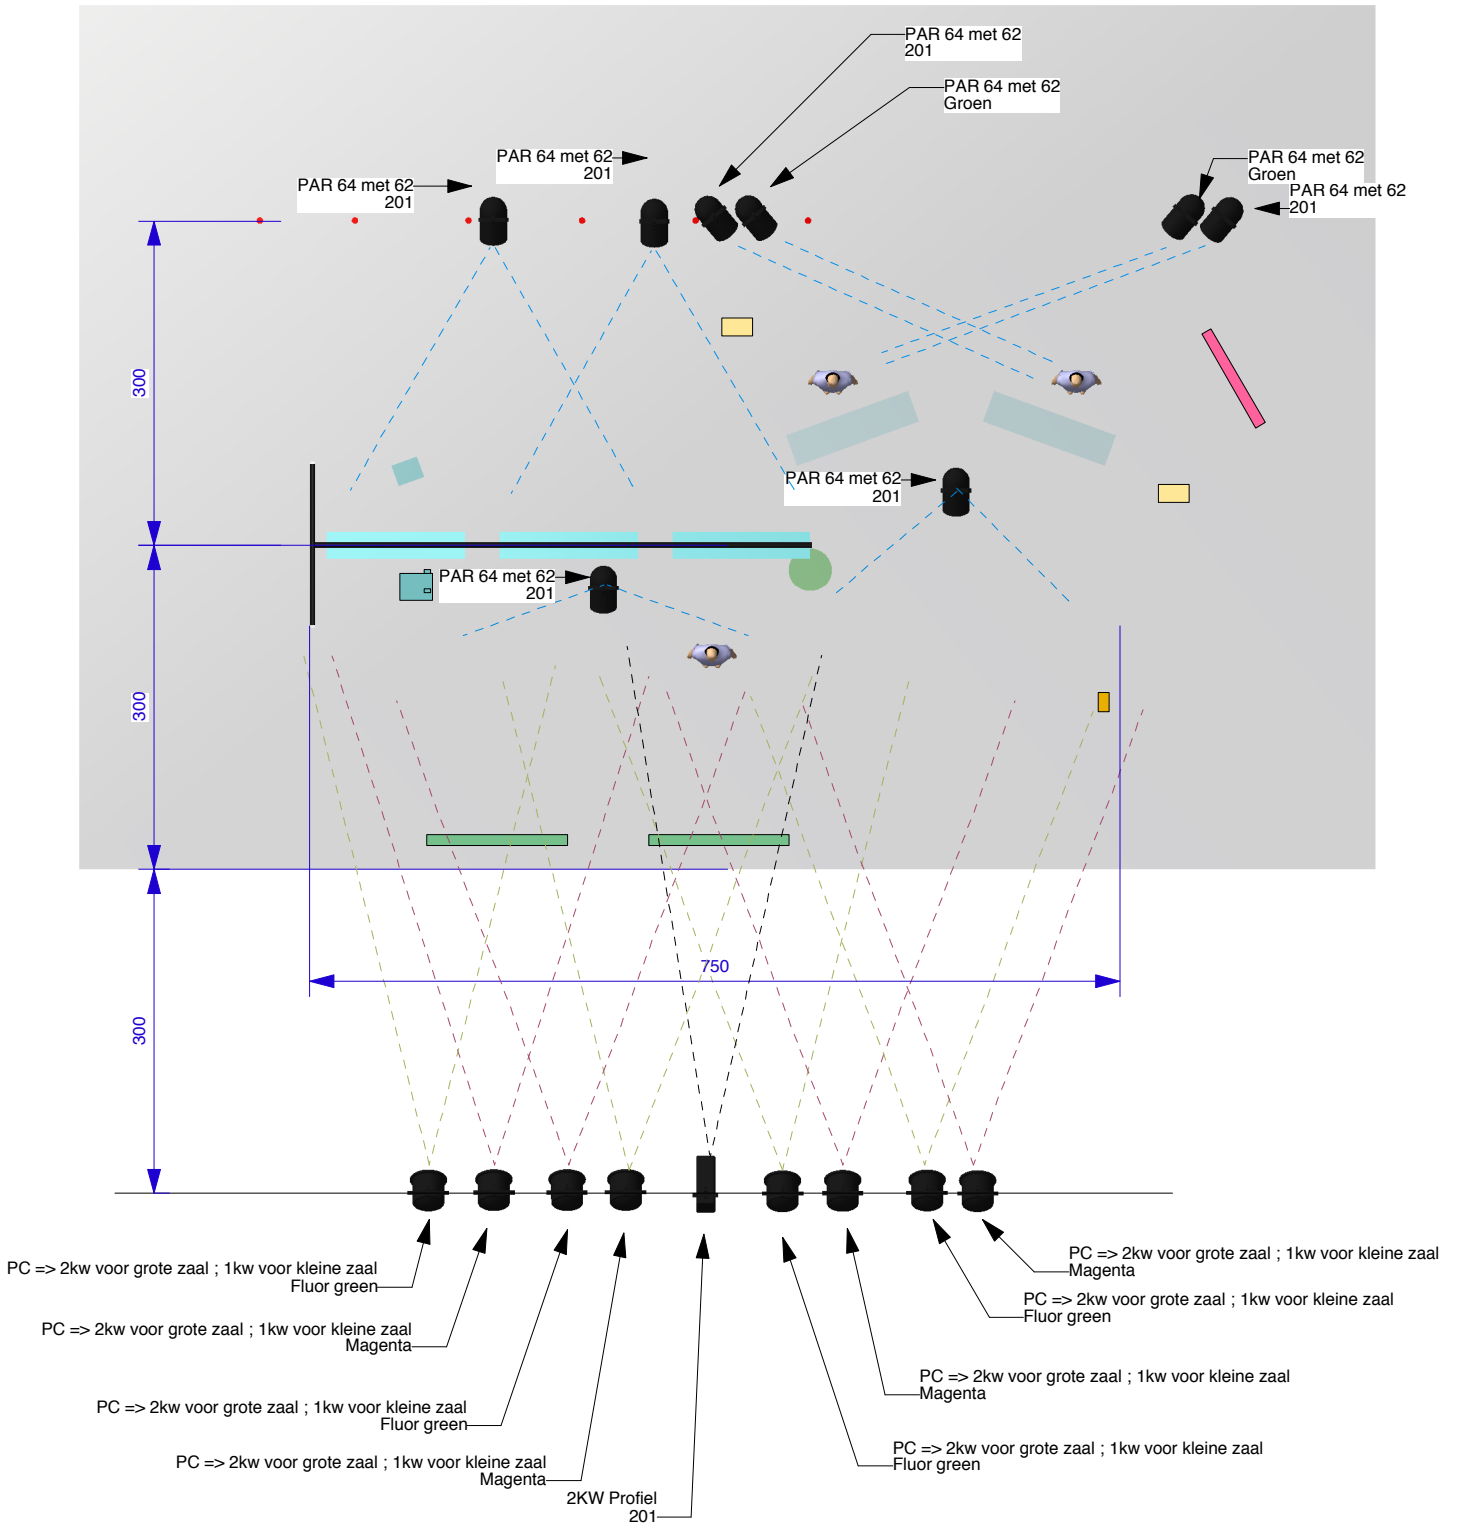 PAR 64 met 62
201
PAR 64 met 62
Groen
PAR 64 met 62
201
PAR 64 met 62
Groen
PAR 64 met 62
201
PAR 64 met 62
201
300
PAR 64 met 62
201
PAR 64 met 62
201
300
750
300
PC => 2kw voor grote zaal ; 1kw voor kleine zaal
Fluor green
PC => 2kw voor grote zaal ; 1kw voor kleine zaal
Magenta
PC => 2kw voor grote zaal ; 1kw voor kleine zaal
Fluor green
PC => 2kw voor grote zaal ; 1kw voor kleine zaal
Magenta
2KW Profiel
201
PC => 2kw voor grote zaal ; 1kw voor kleine zaal
Fluor green
PC => 2kw voor grote zaal ; 1kw voor kleine zaal
Magenta
PC => 2kw voor grote zaal ; 1kw voor kleine zaal
Fluor green
PC => 2kw voor grote zaal ; 1kw voor kleine zaal
Magenta